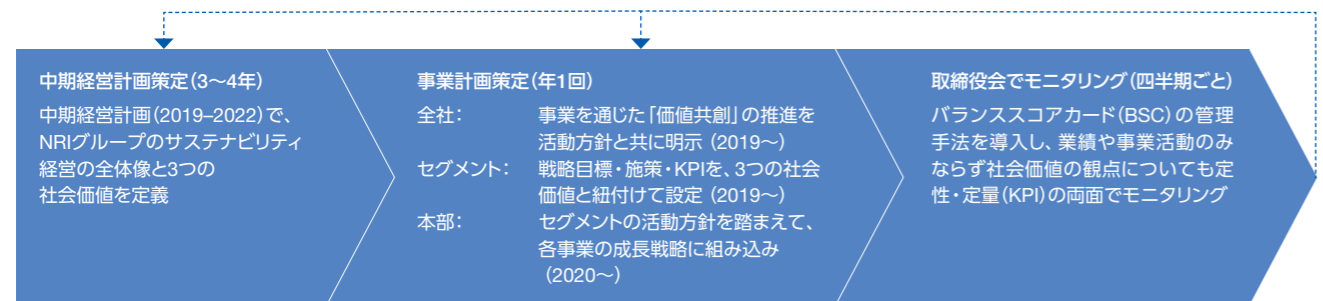 中期経営計画策定(3〜4年)
中期経営計画(2019–2022)で、
NRIグループのサステナビリティ
経営の全体像と3つの
社会価値を定義
事業計画策定(年1回)
全社: 事業を通じた「価値共創」の推進を
活動方針と共に明示 (2019〜)
セグメント: 戦略目標・施策・KPIを、3つの社会
価値と紐付けて設定 (2019〜)
本部: セグメントの活動方針を踏まえて、
各事業の成長戦略に組み込み
(2020〜)
取締役会でモニタリング(四半期ごと)
バランススコアカード(BSC)の管理
手法を導入し、業績や事業活動のみ
ならず社会価値の観点についても定
性・定量(KPI)の両面でモニタリング